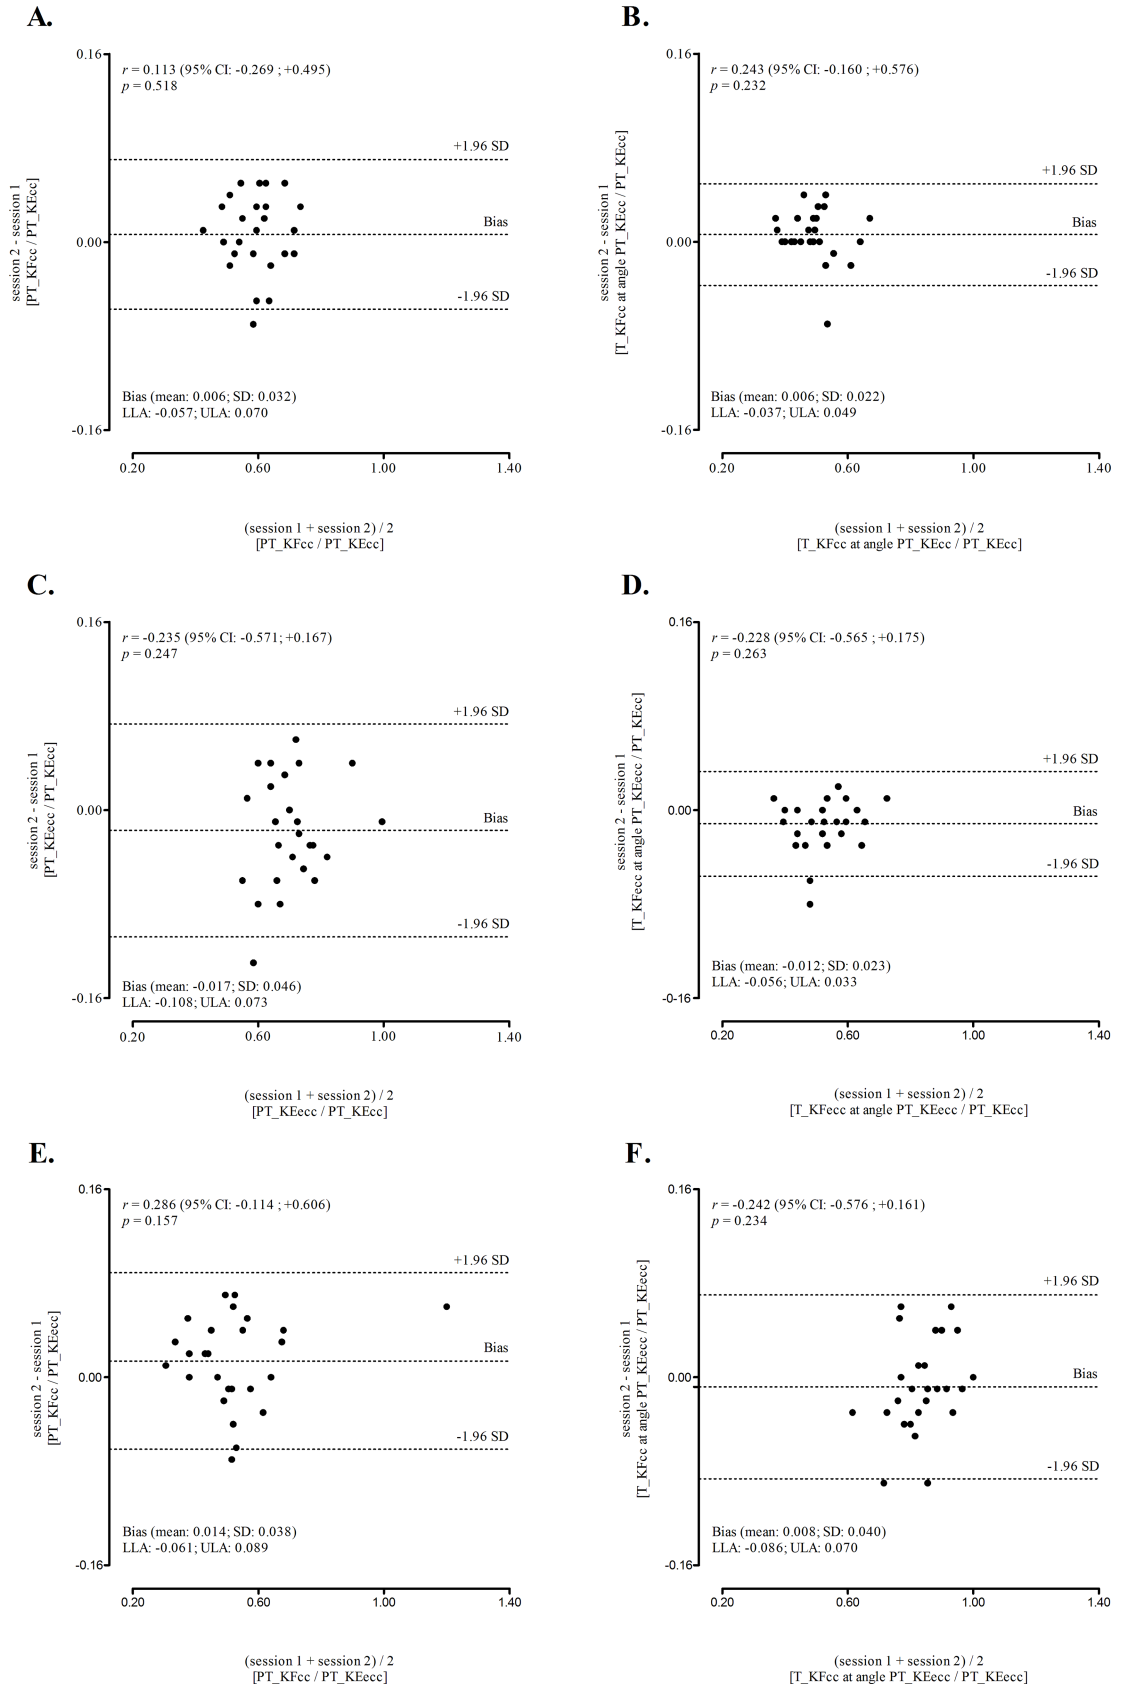 A.
0.16
r = 0.113 (95% CI: -0.269 ; +0.495)
p = 0.518
+1.96 SD
Bias
0.00
-1.96 SD
session 2 - session 1
[PT_KFcc / PT_KEcc]
Bias (mean: 0.006; SD: 0.032)
LLA: -0.057; ULA: 0.070
-0.16
0.20 0.60 1.00 1.40
(session 1 + session 2) / 2
[PT_KFcc / PT_KEcc]
B.
0.16
r = 0.243 (95% CI: -0.160 ; +0.576)
p = 0.232
+1.96 SD
Bias
0.00
-1.96 SD
session 2 - session 1
[T_KFcc at angle PT_KEcc / PT_KEcc]
Bias (mean: 0.006; SD: 0.022)
LLA: -0.037; ULA: 0.049
-0.16
0.20 0.60 1.00 1.40
(session 1 + session 2) / 2
[T_KFcc at angle PT_KEcc / PT_KEcc]
C.
0.16
r = -0.235 (95% CI: -0.571; +0.167)
p = 0.247
+1.96 SD
0.00
Bias
-1.96 SD
session 2 - session 1
[PT_KEecc / PT_KEcc]
Bias (mean: -0.017; SD: 0.046)
LLA: -0.108; ULA: 0.073
-0.16
0.20 0.60 1.00 1.40
(session 1 + session 2) / 2
[PT_KEecc / PT_KEcc]
D.
0.16
r = -0.228 (95% CI: -0.565 ; +0.175)
p = 0.263
+1.96 SD
0.00
Bias
-1.96 SD
session 2 - session 1
[T_KFecc at angle PT_KEecc / PT_KEcc]
Bias (mean: -0.012; SD: 0.023)
LLA: -0.056; ULA: 0.033
-0-16
0.20 0.60 1.00 1.40
(session 1 + session 2) / 2
[T_KFecc at angle PT_KEecc / PT_KEcc]
E.
0.16
r = 0.286 (95% CI: -0.114 ; +0.606)
p = 0.157
+1.96 SD
Bias
0.00
-1.96 SD
session 2 - session 1
[PT_KFcc / PT_KEecc]
Bias (mean: 0.014; SD: 0.038)
LLA: -0.061; ULA: 0.089
-0.16
0.20 0.60 1.00 1.40
(session 1 + session 2) / 2
[PT_KFcc / PT_KEecc]
F.
0.16
r = -0.242 (95% CI: -0.576 ; +0.161)
p = 0.234
+1.96 SD
Bias
0.00
-1.96 SD
session 2 - session 1
[T_KFcc at angle PT_KEecc / PT_KEecc]
Bias (mean: 0.008; SD: 0.040)
LLA: -0.086; ULA: 0.070
-0.16
0.20 0.60 1.00 1.40
(session 1 + session 2) / 2
[T_KFcc at angle PT_KEecc / PT_KEecc]